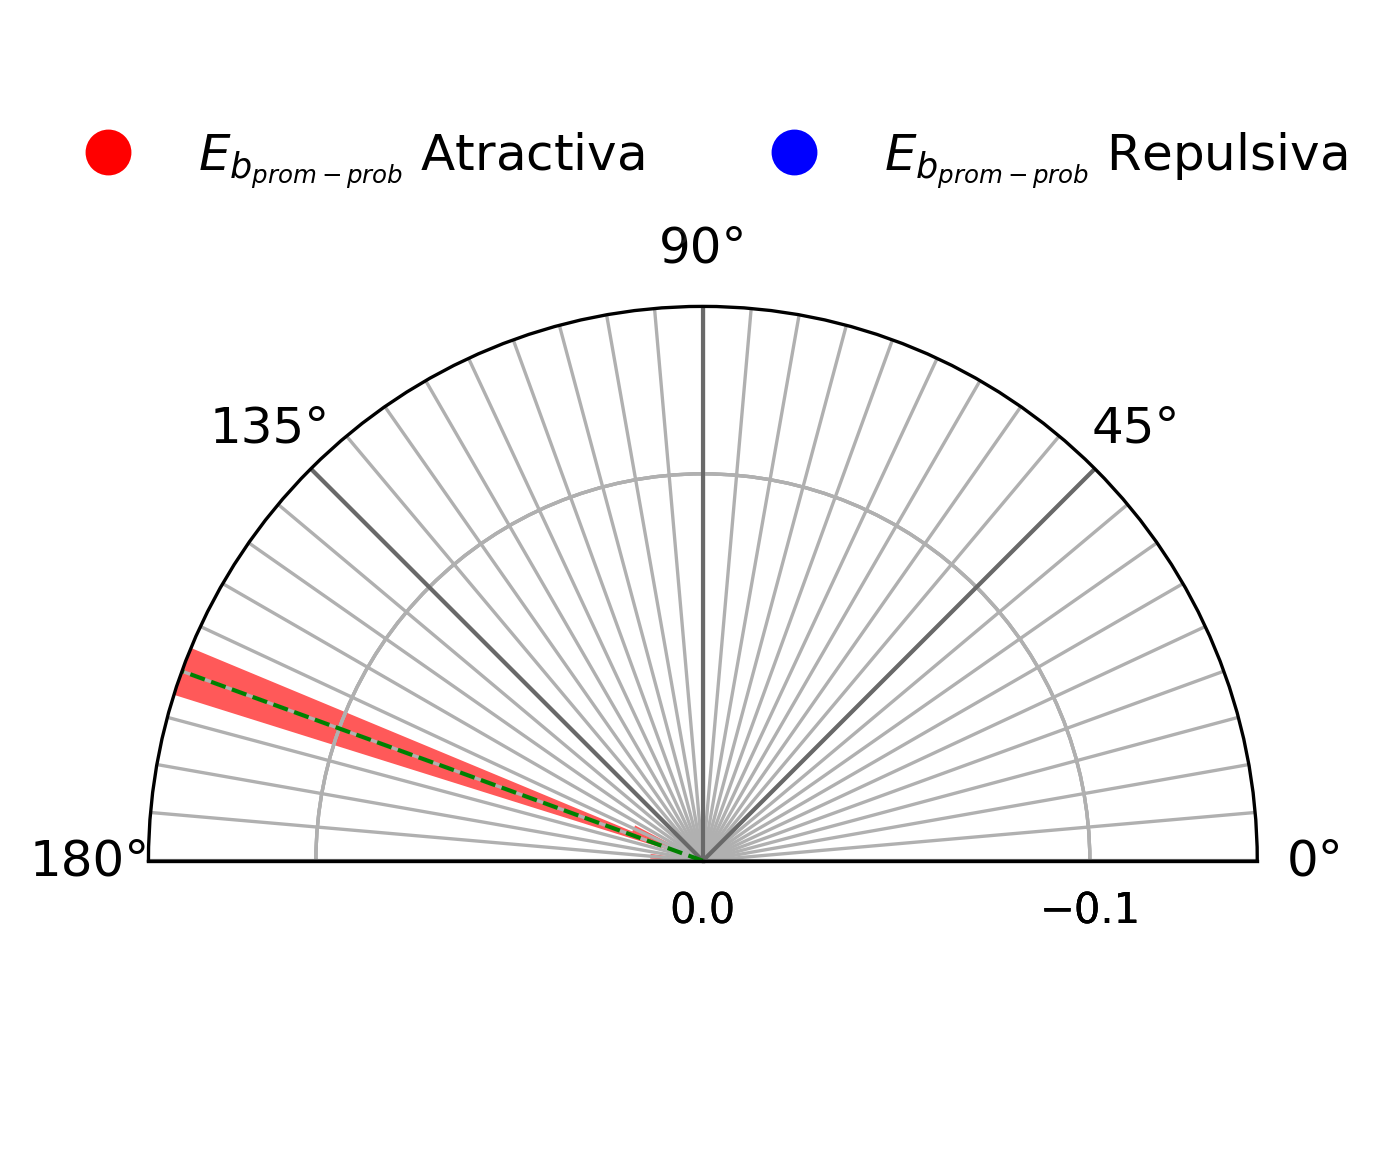 E_{b_{prom-prob}} Atractiva E_{b_{prom-prob}} Repulsiva
90°
135° 45°
180° 0°
0.0 −0.1